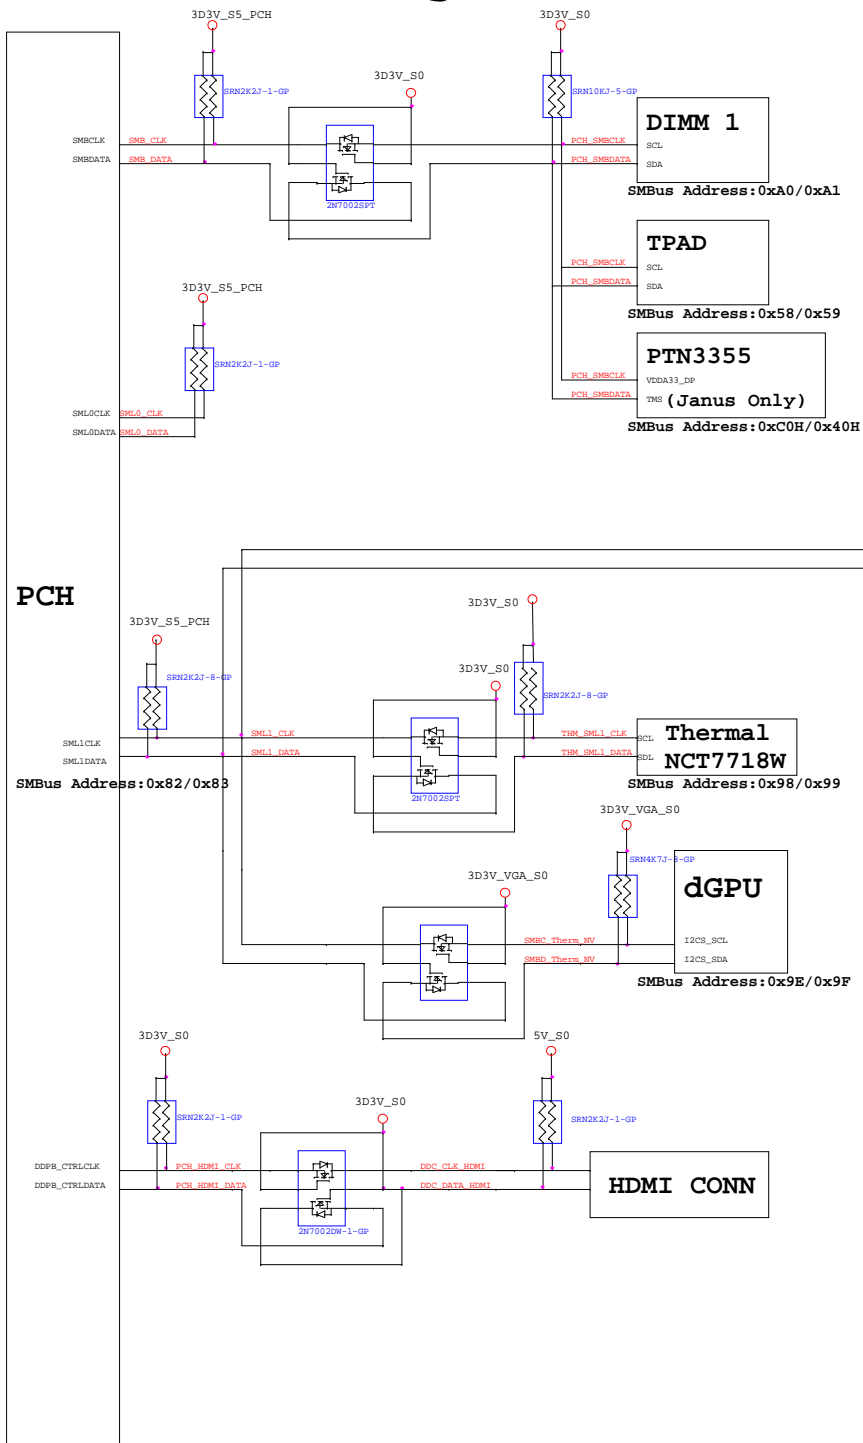 3D3V_S5_PCH
3D3V_S0
SRN2K2J-1-GP
3D3V_S0
SRN10KJ-5-GP
DIMM 1
SMBCLK
SMB_CLK
PCH_SMBCLK
SCL
SMBDATA
SMB_DATA
PCH_SMBDATA
SDA
2N7002SPT
SMBus Address:0xA0/0xA1
TPAD
PCH_SMBCLK
SCL
PCH_SMBDATA
SDA
3D3V_S5_PCH
SMBus Address:0x58/0x59
SRN2K2J-1-GP
PTN3355
PCH_SMBCLK
VDDA33_DP
PCH_SMBDATA
TMS (Janus Only)
SML0CLK
SML0_CLK
SML0DATA
SML0_DATA
SMBus Address:0xC0H/0x40H
PCH
3D3V_S0
3D3V_S5_PCH
3D3V_S0
SRN2K2J-8-GP
SRN2K2J-8-GP
SML1CLK
SML1_CLK
THM_SML1_CLK
SCL
Thermal
SML1DATA
SML1_DATA
THM_SML1_DATA
SDL
NCT7718W
SMBus Address:0x82/0x83
2N7002SPT
SMBus Address:0x98/0x99
3D3V_VGA_S0
SRN4K7J-8-GP
3D3V_VGA_S0
dGPU
SMBC_Therm_NV
I2CS_SCL
SMBD_Therm_NV
I2CS_SDA
SMBus Address:0x9E/0x9F
3D3V_S0
5V_S0
3D3V_S0
SRN2K2J-1-GP
SRN2K2J-1-GP
DDPB_CTRLCLK
PCH_HDMI_CLK
DDC_CLK_HDMI
DDPB_CTRLDATA
PCH_HDMI_DATA
DDC_DATA_HDMI
HDMI CONN
2N7002DW-1-GP